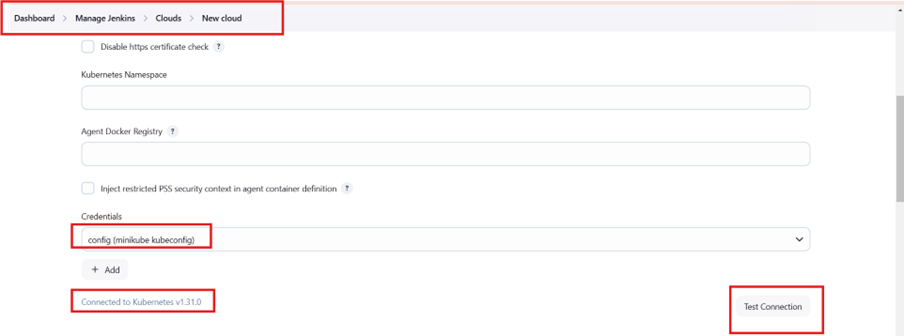 Dashboard > Manage Jenkins > Clouds > New cloud
Disable https certificate check ?
Kubernetes Namespace
Agent Docker Registry ?
Inject restricted PSS security context in agent container definition ?
Credentials
config (minikube kubeconfig)
+ Add
Connected to Kubernetes v1.31.0
Test Connection